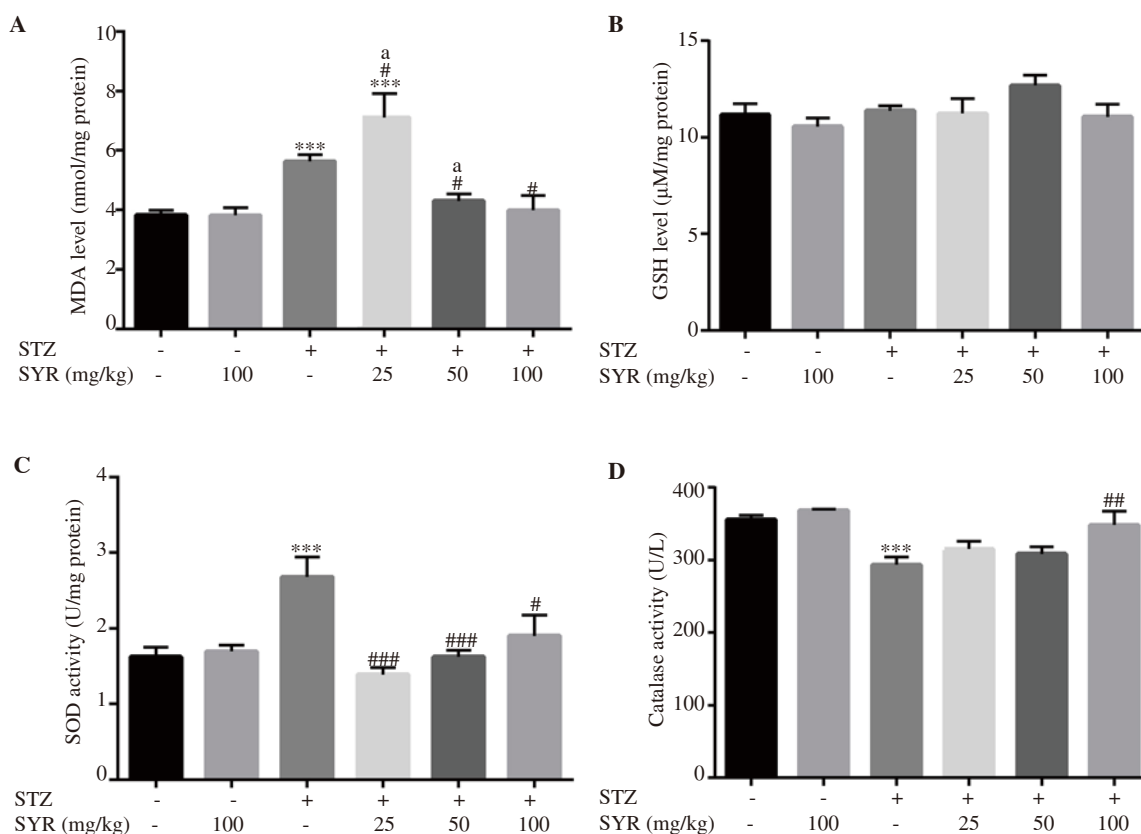 A
MDA level (nmol/mg protein)
10
8
6
4
2
0
***
a
#
***
a
#
#
STZ - - + + + +
SYR (mg/kg) - 100 - 25 50 100
B
GSH level (µM/mg protein)
15
10
5
0
STZ - - + + + +
SYR (mg/kg) - 100 - 25 50 100
C
SOD activity (U/mg protein)
4
3
2
1
0
***
###
###
#
STZ - - + + + +
SYR (mg/kg) - 100 - 25 50 100
D
Catalase activity (U/L)
400
300
200
100
0
***
##
STZ - - + + + +
SYR (mg/kg) - 100 - 25 50 100